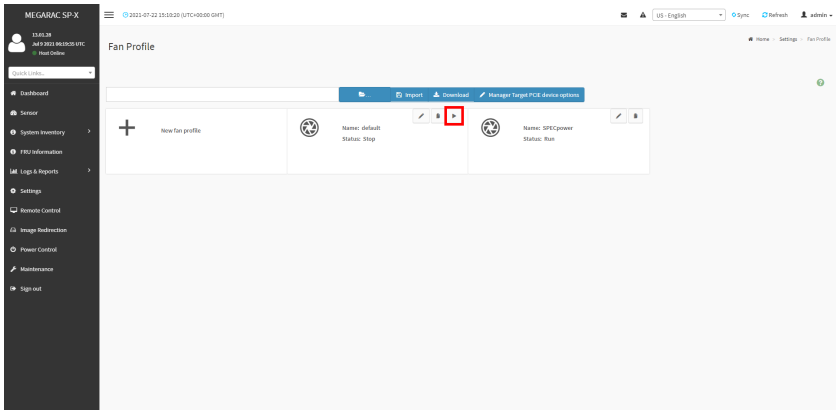 MEGARAC SP-X
2021-07-22 15:10:20 (UTC+00:00 GMT)
US - English
Sync
Refresh
admin
13.01.28
Jul 9 2021 06:19:35 UTC
Host Online
Quick Links...
Fan Profile
Home
Settings
Fan Profile
Dashboard
Sensor
System Inventory
FRU Information
Logs & Reports
Settings
Remote Control
Image Redirection
Power Control
Maintenance
Sign out
...
Import
Download
Manager Target PCIE device options
New fan profile
Name: default
Status: Stop
Name: SPECpower
Status: Run